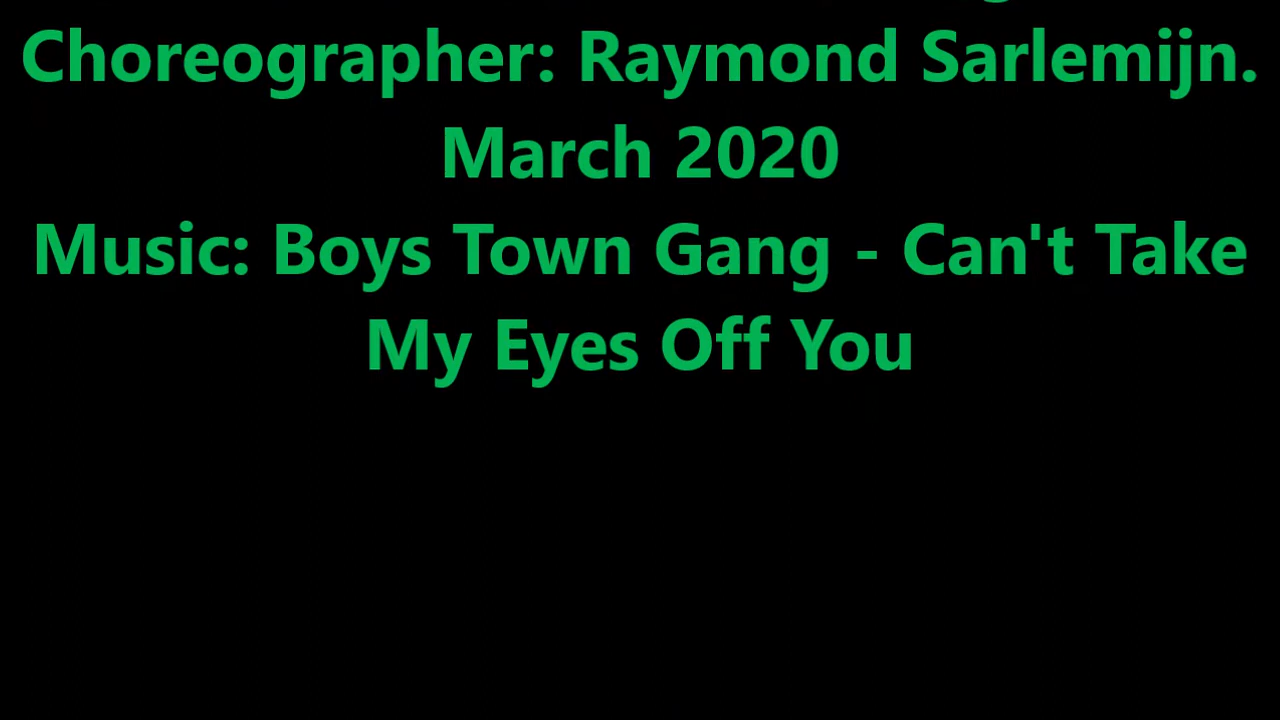 Choreographer: Raymond Sarlemijn.
March 2020
Music: Boys Town Gang - Can't Take
My Eyes Off You